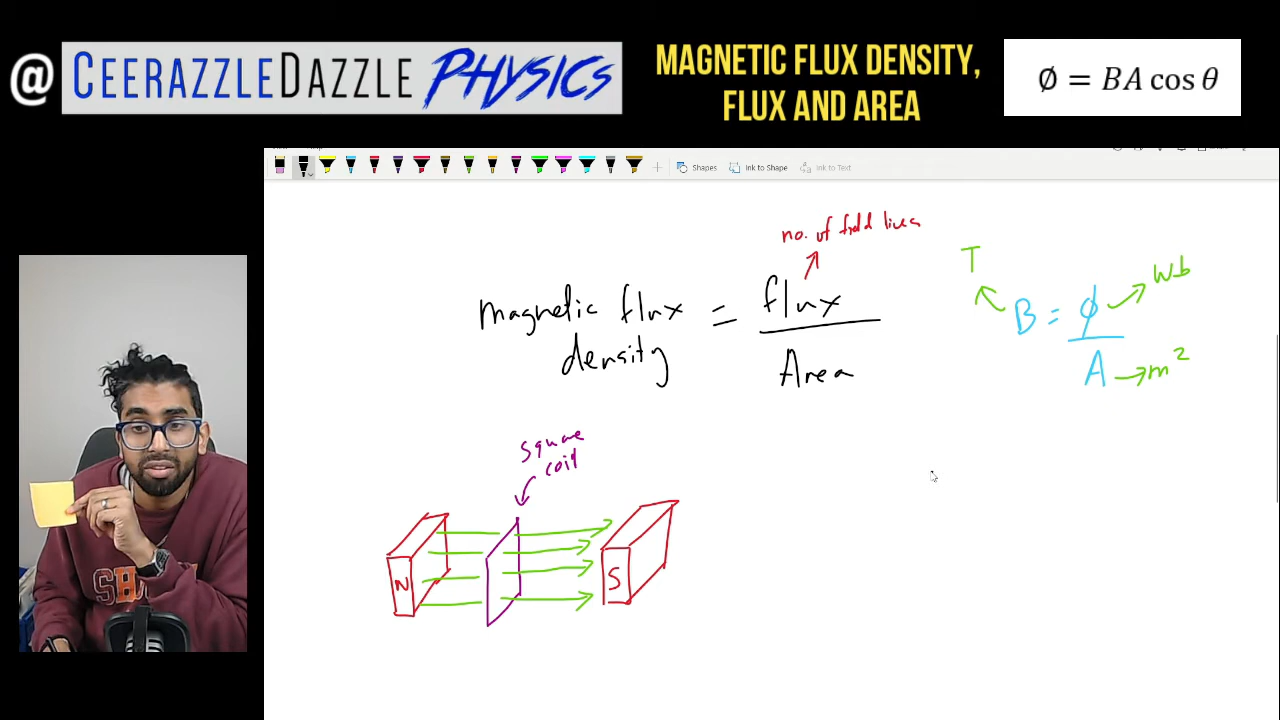 @ CEERAZZLEDAZZLE PHYSICS
MAGNETIC FLUX DENSITY,
FLUX AND AREA
∅ = BA cos θ
Shapes
Ink to Shape
Ink to Text
no. of field lines
magnetic flux density = flux / Area
T
B = ϕ / A
Wb
m²
square
coil
N
S
SH